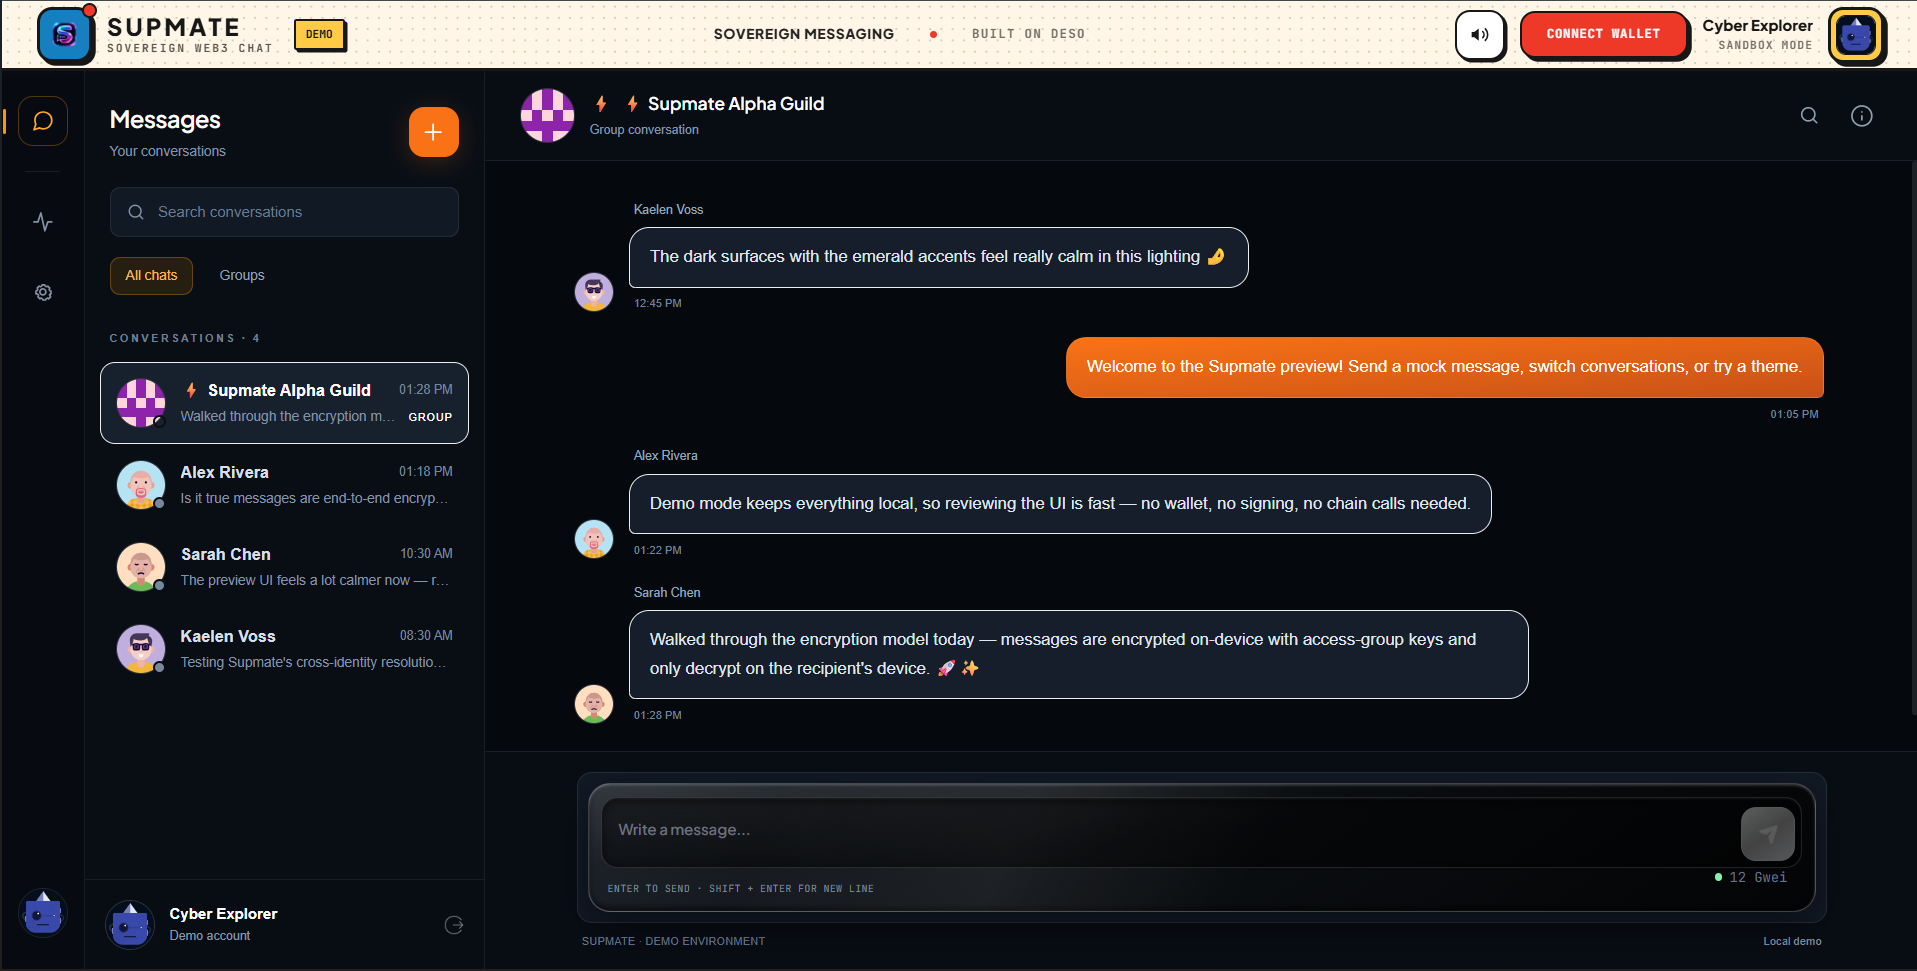 SUPMATE
SOVEREIGN WEB3 CHAT
DEMO
SOVEREIGN MESSAGING
BUILT ON DESO
CONNECT WALLET
Cyber Explorer
SANDBOX MODE
Messages
Your conversations
Search conversations
All chats
Groups
CONVERSATIONS · 4
Supmate Alpha Guild
01:28 PM
Walked through the encryption m...
GROUP
Alex Rivera
01:18 PM
Is it true messages are end-to-end encryp...
Sarah Chen
10:30 AM
The preview UI feels a lot calmer now — r...
Kaelen Voss
08:30 AM
Testing Supmate's cross-identity resolutio...
Cyber Explorer
Demo account
⚡ ⚡ Supmate Alpha Guild
Group conversation
Kaelen Voss
The dark surfaces with the emerald accents feel really calm in this lighting 🤌
12:45 PM
Welcome to the Supmate preview! Send a mock message, switch conversations, or try a theme.
01:05 PM
Alex Rivera
Demo mode keeps everything local, so reviewing the UI is fast — no wallet, no signing, no chain calls needed.
01:22 PM
Sarah Chen
Walked through the encryption model today — messages are encrypted on-device with access-group keys and
only decrypt on the recipient's device. 🚀 ✨
01:28 PM
Write a message...
ENTER TO SEND · SHIFT + ENTER FOR NEW LINE
12 Gwei
SUPMATE · DEMO ENVIRONMENT
Local demo